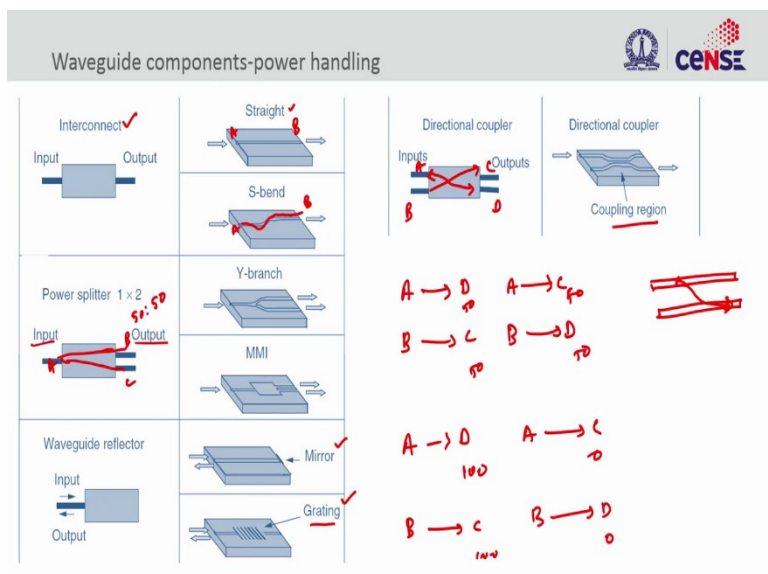 Waveguide components-power handling
CeNSE
Interconnect
Input Output
Straight
A B
S-bend
A B
Power splitter 1 × 2
50:50
Input Output
A B
C
Y-branch
MMI
Waveguide reflector
Input
Output
Mirror
Grating
Directional coupler
Inputs Outputs
A C
B D
Directional coupler
Coupling region
A → D A → C
50 50
B → C B → D
50 50
A → D A → C
100 0
B → C B → D
100 0